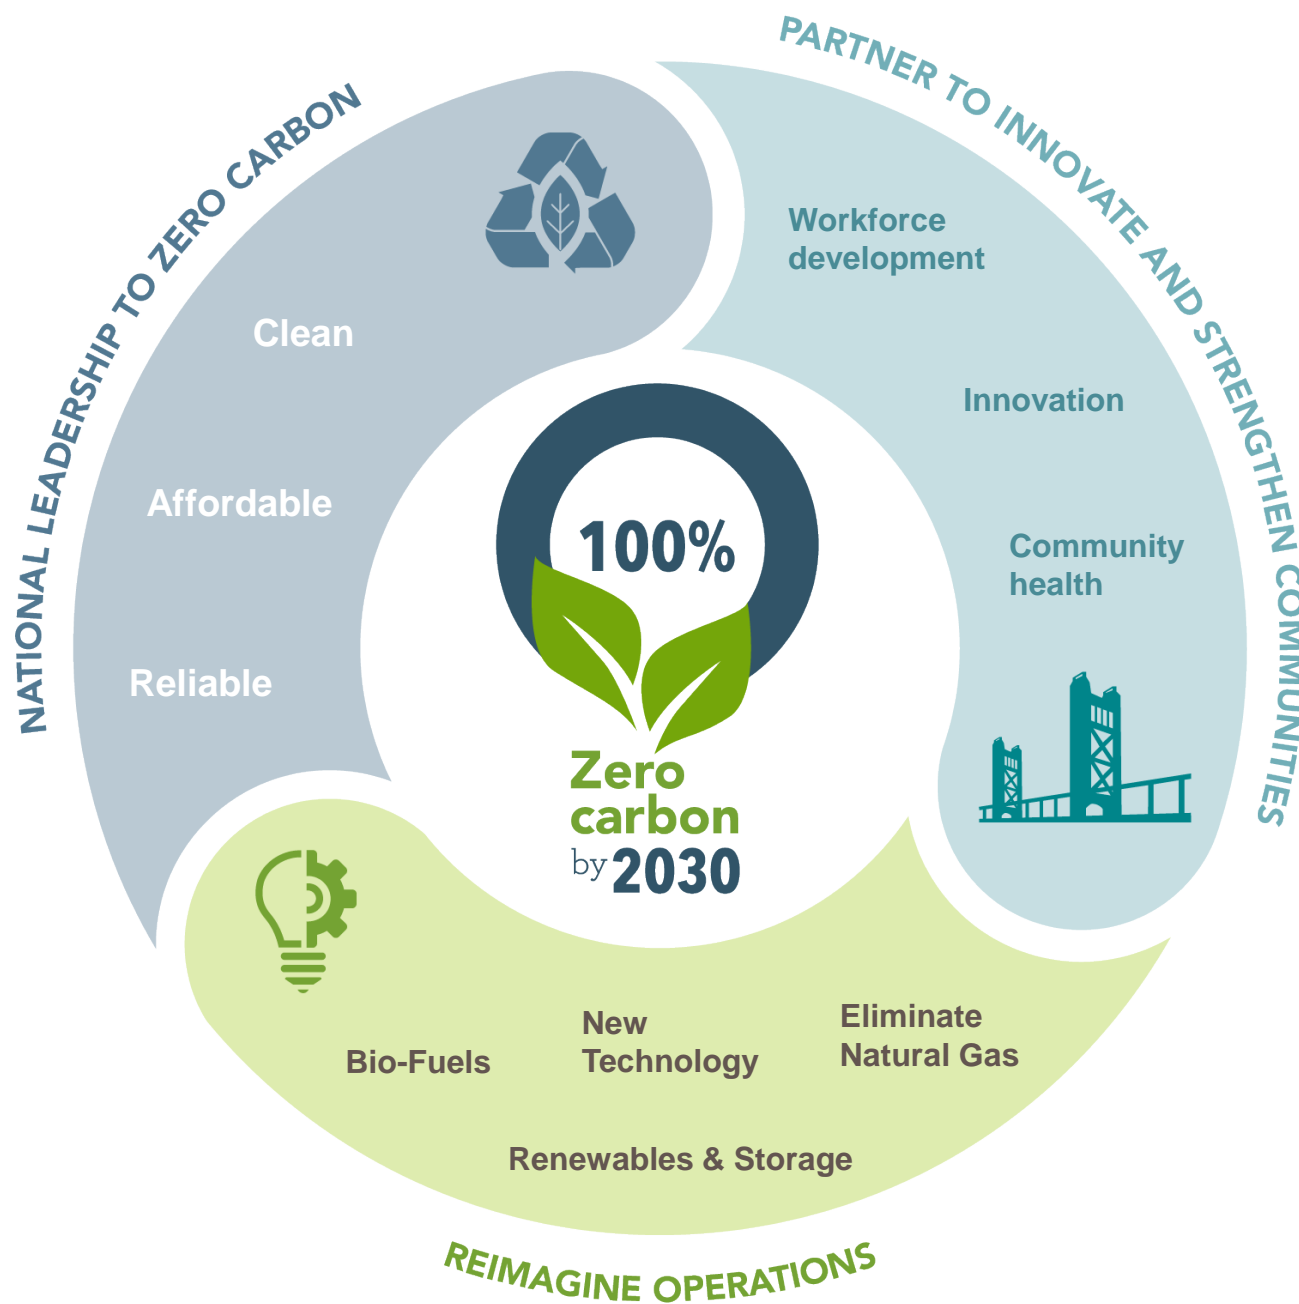 NATIONAL LEADERSHIP TO ZERO CARBON
Clean
Affordable
Reliable
PARTNER TO INNOVATE AND STRENGTHEN COMMUNITIES
Workforce
development
Innovation
Community
health
100%
Zero
carbon
by 2030
Bio-Fuels
New
Technology
Eliminate
Natural Gas
Renewables & Storage
REIMAGINE OPERATIONS